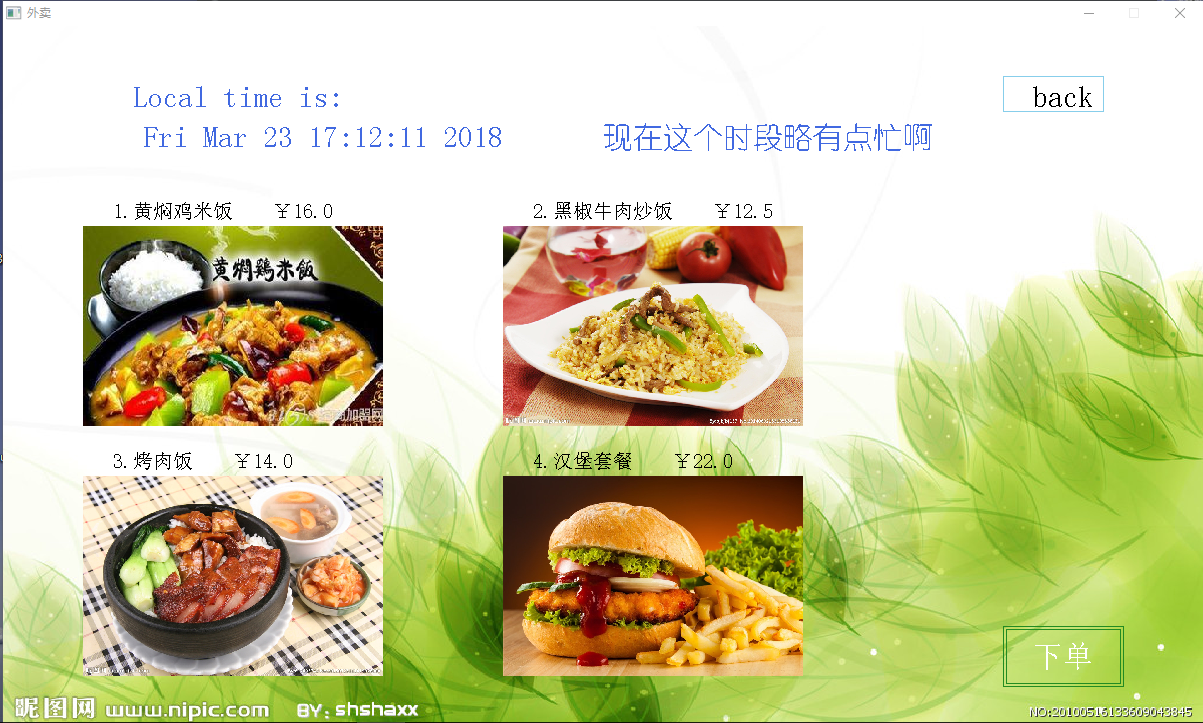 外卖
Local time is:
back
Fri Mar 23 17:12:11 2018
现在这个时段略有点忙啊
1.黄焖鸡米饭 ￥16.0
2.黑椒牛肉炒饭 ￥12.5
黄焖鷄米飯
3.烤肉饭 ￥14.0
4.汉堡套餐 ￥22.0
下单
昵图网 www.nipic.com BY:shshaxx
NO:20100516133609043845